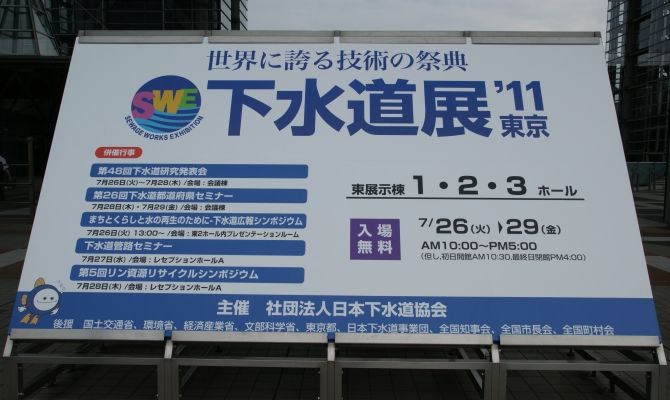 世界に誇る技術の祭典
SWE
SEWAGE WORKS EXHIBITION
下水道展 '11 東京
併催行事
第48回下水道研究発表会
7月26日(火)～7月28日(木) /会場：会議棟
第26回下水道都道府県セミナー
7月28日(木)・7月29日(金) /会場：会議棟
まちとくらしと水の再生のために-下水道広報シンポジウム
7月26日(火) 13:00～ /会場：東2ホール内プレゼンテーションルーム
下水道管路セミナー
7月27日(水) /会場：レセプションホールA
第5回リン資源リサイクルシンポジウム
7月28日(木) /会場：レセプションホールA
東展示棟 1・2・3 ホール
入場無料
7/26(火)▶29(金)
AM10:00～PM5:00
(但し,初日開館AM10:30,最終日閉館PM4:00)
主催 社団法人日本下水道協会
後援 国土交通省、環境省、経済産業省、文部科学省、東京都、日本下水道事業団、全国知事会、全国市長会、全国町村会